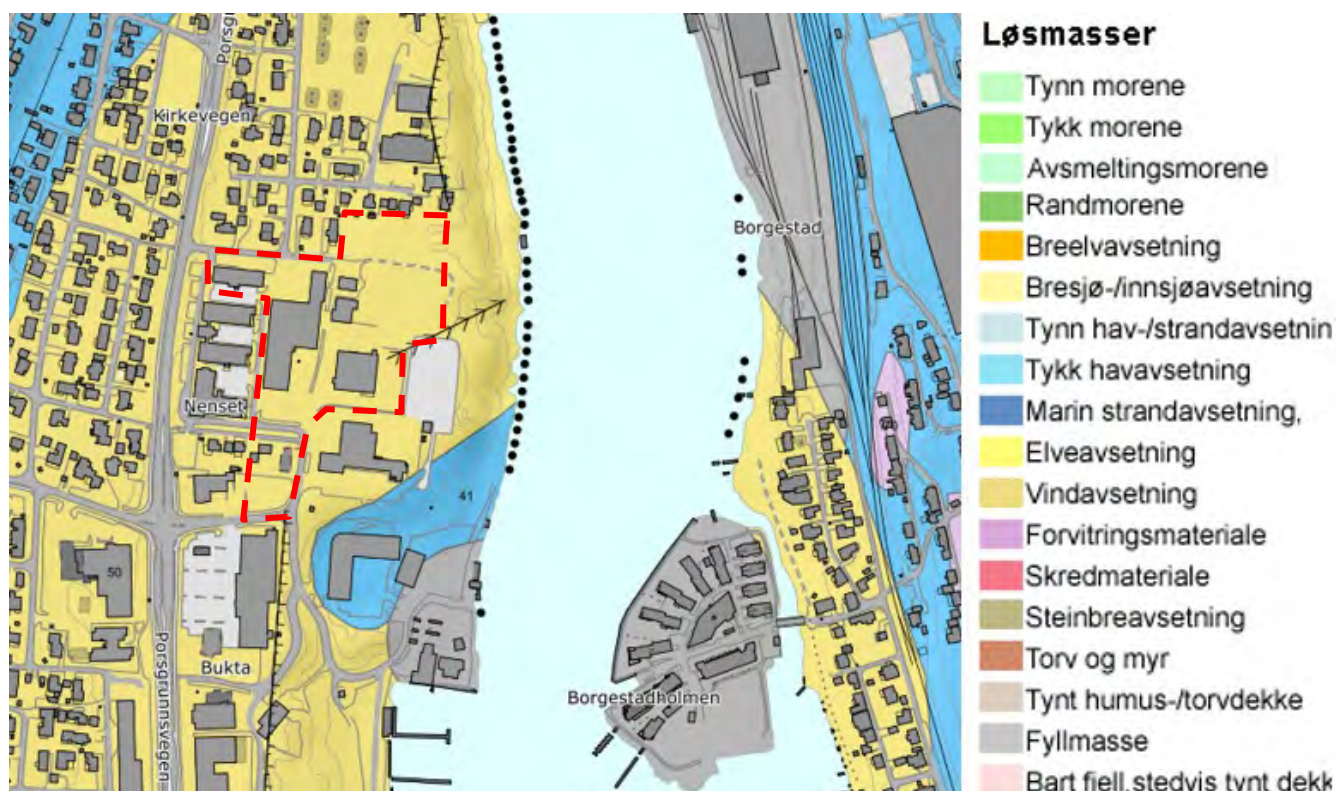 Porsgr
Kirkevegen
Borgestad
Nenset
41
50
Porsgrunnsvegen
Bukta
Borgestadholmen
Løsmasser
Tynn morene
Tykk morene
Avsmeltingsmorene
Randmorene
Breelvavsetning
Bresjø-/innsjøavsetning
Tynn hav-/strandavsetnin
Tykk havavsetning
Marin strandavsetning,
Elveavsetning
Vindavsetning
Forvitringsmateriale
Skredmateriale
Steinbreavsetning
Torv og myr
Tynt humus-/torvdekke
Fyllmasse
Bart fjell,stedvis tynt dekk